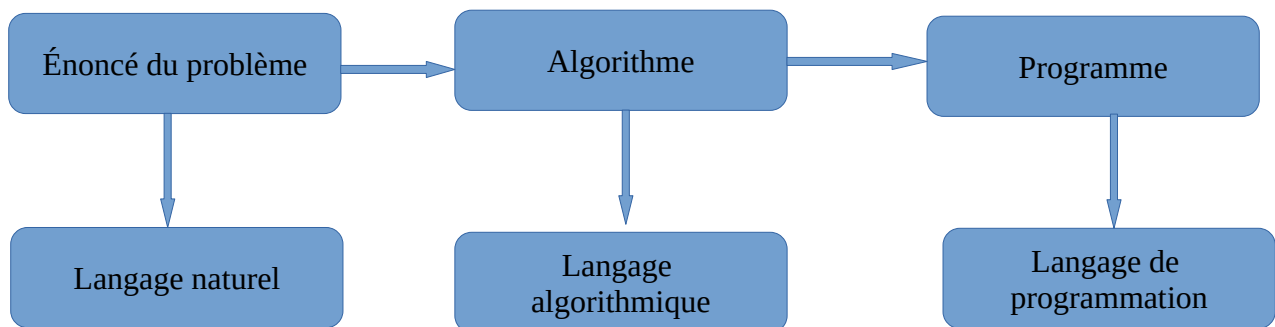 Énoncé du problème
Algorithme
Programme
Langage naturel
Langage
algorithmique
Langage de
programmation